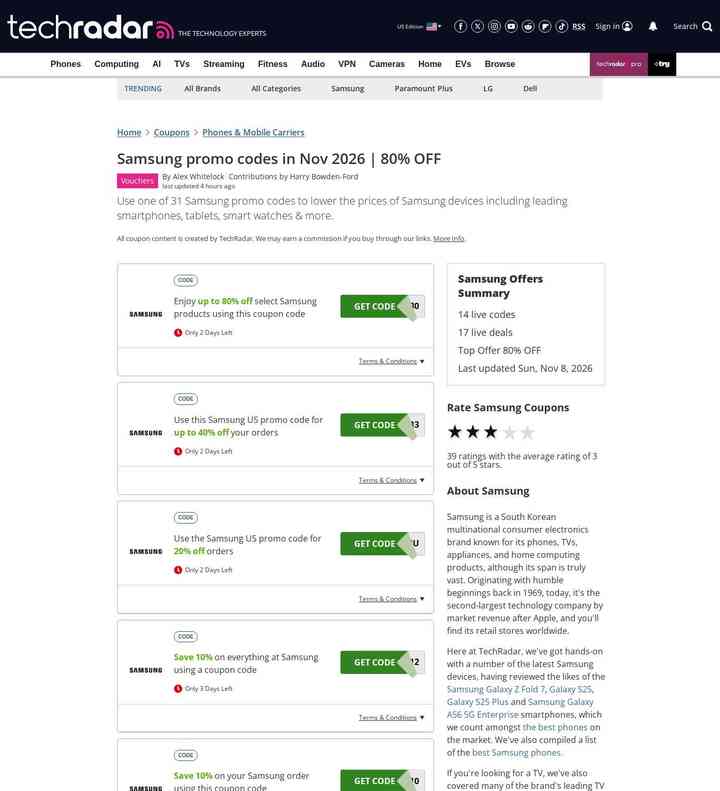 techradar THE TECHNOLOGY EXPERTS
US Edition
RSS
Sign in
Search
Phones Computing AI TVs Streaming Fitness Audio VPN Cameras Home EVs Browse
techradar pro
TRENDING All Brands All Categories Samsung Paramount Plus LG Dell
Home > Coupons > Phones & Mobile Carriers
Samsung promo codes in Nov 2026 | 80% OFF
Vouchers
By Alex Whitelock Contributions by Harry Bowden-Ford
last updated 4 hours ago
Use one of 31 Samsung promo codes to lower the prices of Samsung devices including leading
smartphones, tablets, smart watches & more.
All coupon content is created by TechRadar. We may earn a commission if you buy through our links. More Info.
CODE
SAMSUNG
Enjoy up to 80% off select Samsung
products using this coupon code
GET CODE
Only 2 Days Left
Terms & Conditions ▼
CODE
SAMSUNG
Use this Samsung US promo code for
up to 40% off your orders
GET CODE
Only 2 Days Left
Terms & Conditions ▼
CODE
SAMSUNG
Use the Samsung US promo code for
20% off orders
GET CODE
Only 2 Days Left
Terms & Conditions ▼
CODE
SAMSUNG
Save 10% on everything at Samsung
using a coupon code
GET CODE
Only 3 Days Left
Terms & Conditions ▼
CODE
SAMSUNG
Save 10% on your Samsung order
using this coupon code
GET CODE
Samsung Offers
Summary
14 live codes
17 live deals
Top Offer 80% OFF
Last updated Sun, Nov 8, 2026
Rate Samsung Coupons
39 ratings with the average rating of 3
out of 5 stars.
About Samsung
Samsung is a South Korean
multinational consumer electronics
brand known for its phones, TVs,
appliances, and home computing
products, although its span is truly
vast. Originating with humble
beginnings back in 1969, today, it's the
second-largest technology company by
market revenue after Apple, and you'll
find its retail stores worldwide.
Here at TechRadar, we've got hands-on
with a number of the latest Samsung
devices, having reviewed the likes of the
Samsung Galaxy Z Fold 7, Galaxy S25,
Galaxy S25 Plus and Samsung Galaxy
A56 5G Enterprise smartphones, which
we count amongst the best phones on
the market. We've also compiled a list
of the best Samsung phones.
If you're looking for a TV, we've also
covered many of the brand's leading TV